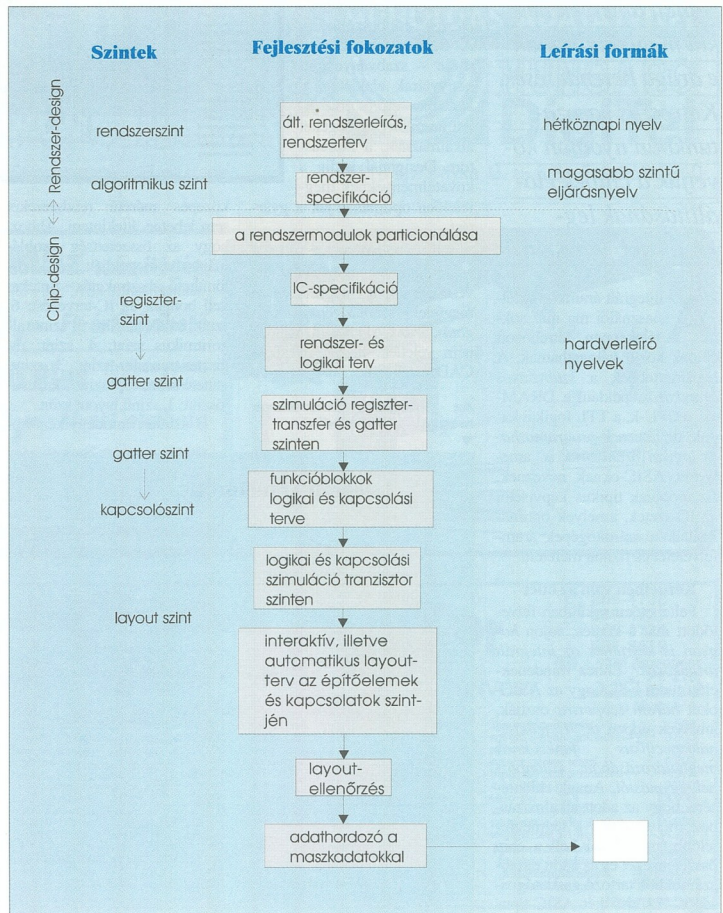 Szintek
Fejlesztési fokozatok
Leírási formák
Rendszer-design
Chip-design
rendszerszint
ált. rendszerleírás,
rendszerterv
hétköznapi nyelv
algoritmikus szint
rendszer-
specifikáció
magasabb szintű
eljárásnyelv
a rendszermodulok particionálása
IC-specifikáció
regiszter-
szint
rendszer- és
logikai terv
hardverleíró
nyelvek
gatter szint
szimuláció regiszter-
transzfer és gatter
szinten
gatter szint
funkcióblokkok
logikai és kapcsolási
terve
kapcsolószint
logikai és kapcsolási
szimuláció tranzisztor
szinten
layout szint
interaktív, illetve
automatikus layout-
terv az építőelemek
és kapcsolatok szint-
jén
layout-
ellenőrzés
adathordozó a
maszkadatokkal